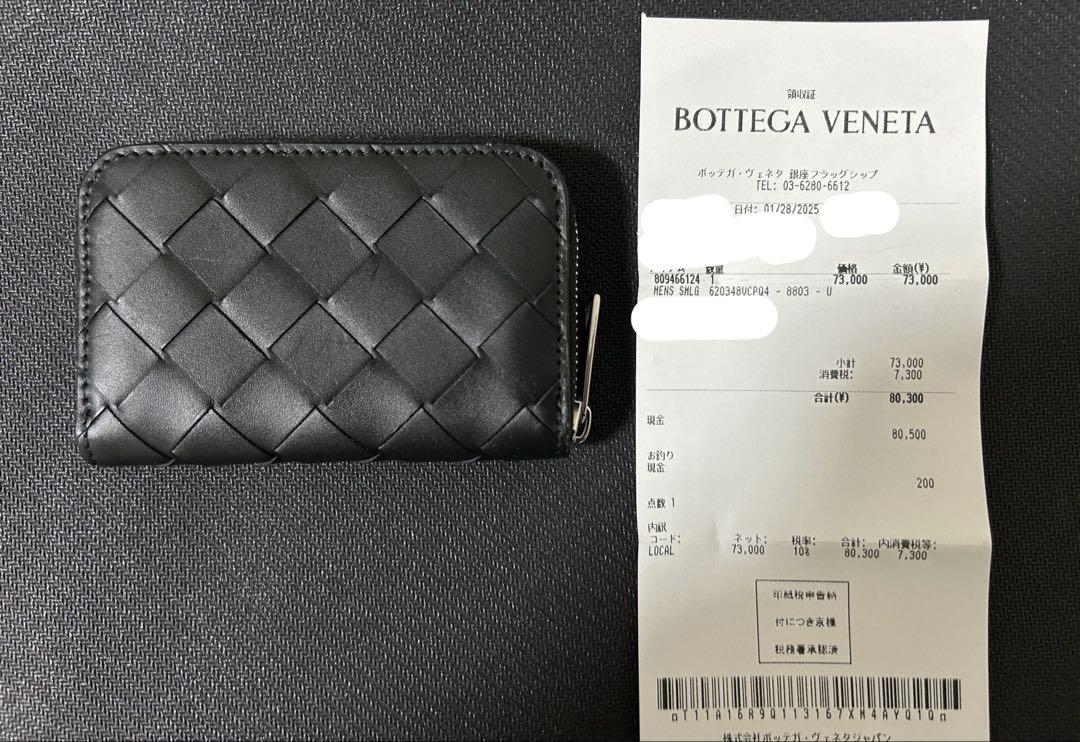 領収証
BOTTEGA VENETA
ボッテガ・ヴェネタ 銀座フラッグシップ
TEL: 03-6280-6612
日付: 01/28/2025
数量 価格 金額(¥)
809466124 1 73,000 73,000
MENS SMLG 620348VCPQ4 - 8803 - U
小計 73,000
消費税: 7,300
合計(¥) 80,300
現金
80,500
お釣り
現金
200
点数 1
内訳
コード: ネット: 税率: 合計: 内消費税等:
LOCAL 73,000 10% 80,300 7,300
印紙税申告納
付につき京橋
税務署承認済
T11A16R9Q113167XM4AYQ1Q
株式会社ボッテガ・ヴェネタジャパン